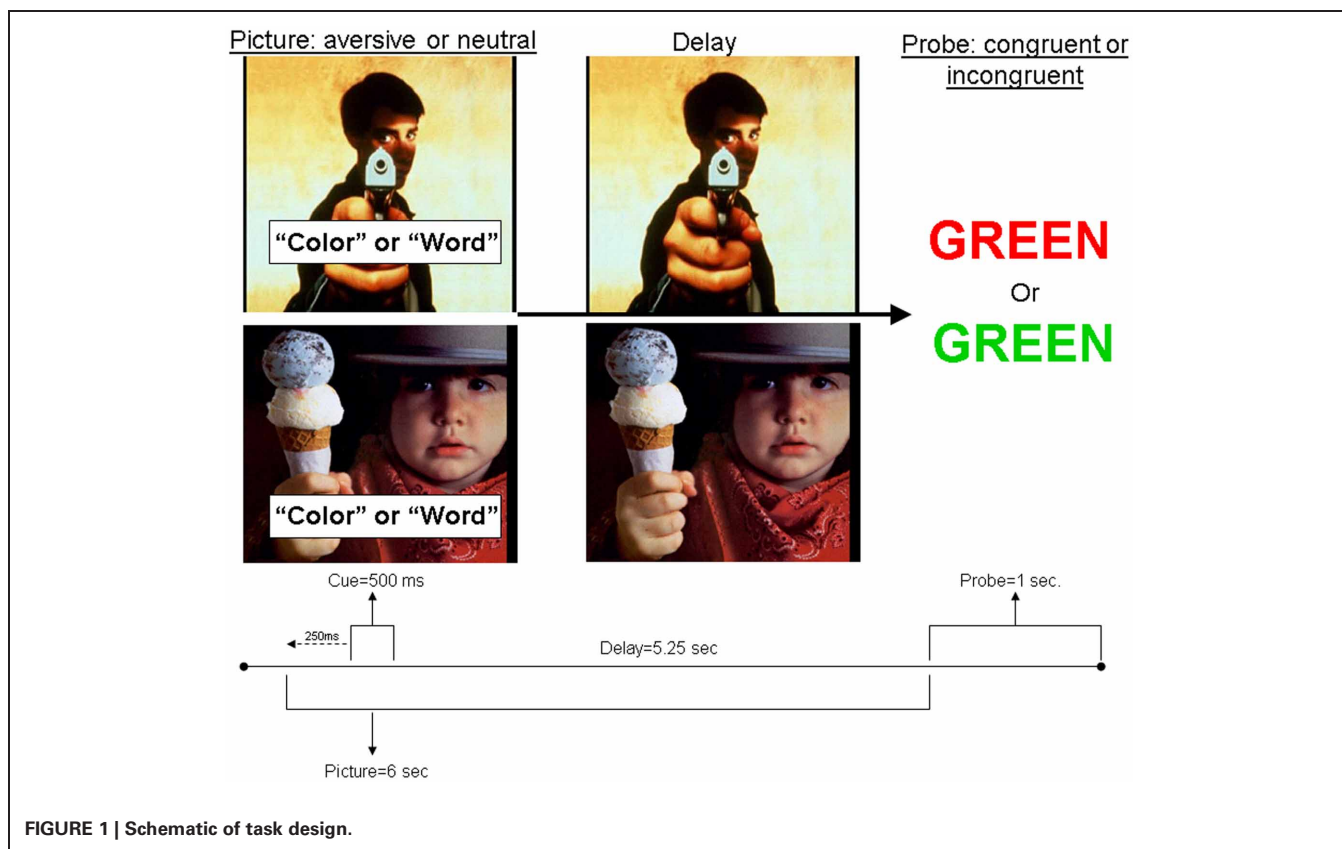 Picture: aversive or neutral
Delay
Probe: congruent or
incongruent
“Color” or “Word”
GREEN
Or
GREEN
“Color” or “Word”
Cue=500 ms
Probe=1 sec.
250ms
Delay=5.25 sec
Picture=6 sec
FIGURE 1 | Schematic of task design.